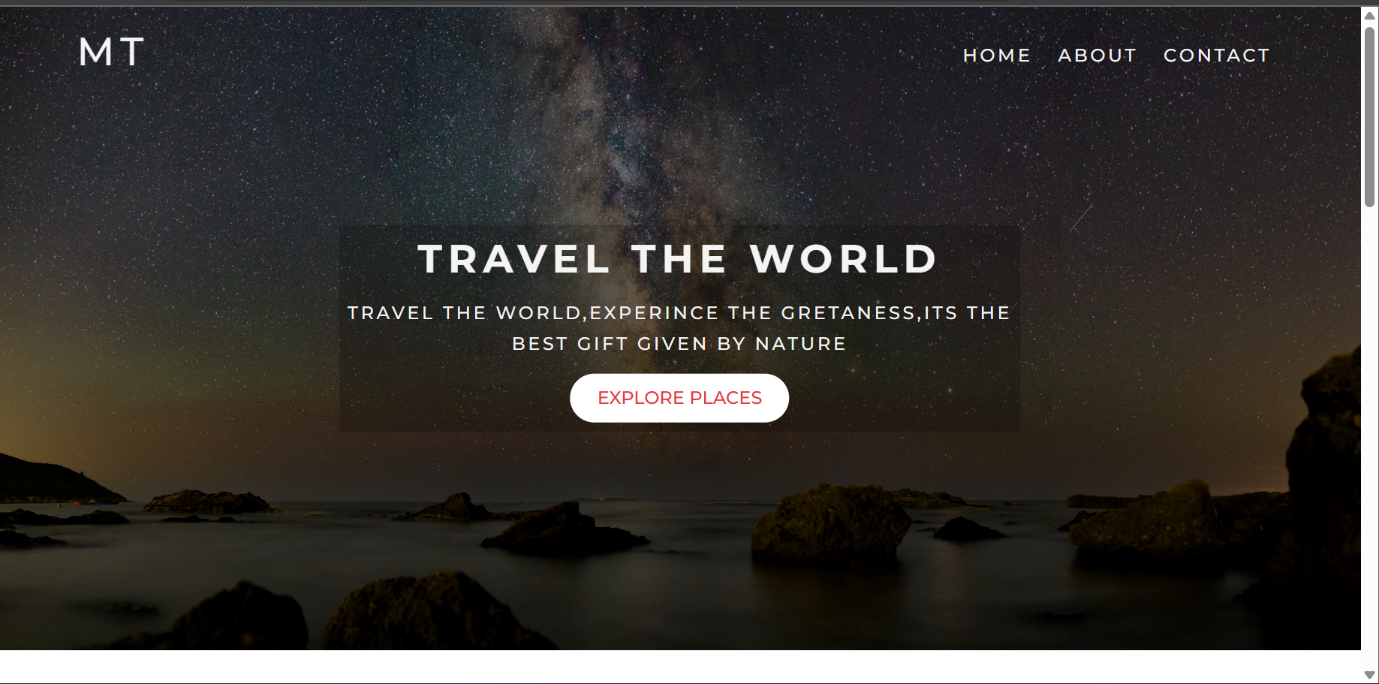 MT
HOME ABOUT CONTACT
TRAVEL THE WORLD
TRAVEL THE WORLD,EXPERINCE THE GRETANESS,ITS THE
BEST GIFT GIVEN BY NATURE
EXPLORE PLACES